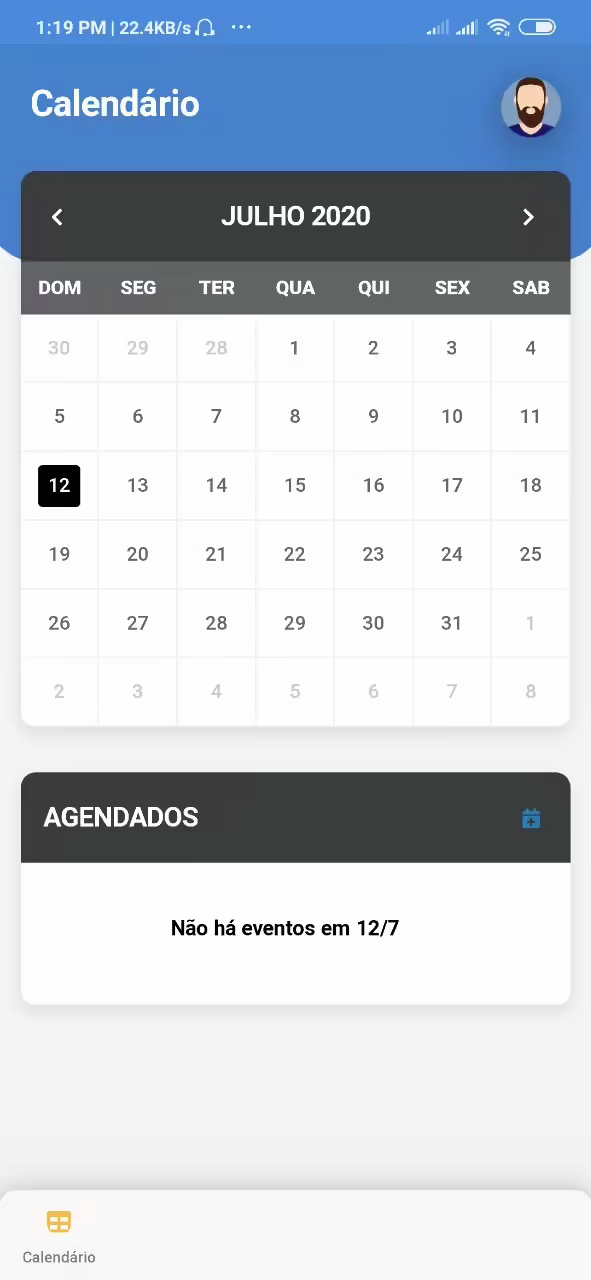 1:19 PM | 22.4KB/s
Calendário
JULHO 2020
DOM SEG TER QUA QUI SEX SAB
30 29 28 1 2 3 4
5 6 7 8 9 10 11
12 13 14 15 16 17 18
19 20 21 22 23 24 25
26 27 28 29 30 31 1
2 3 4 5 6 7 8
AGENDADOS
Não há eventos em 12/7
Calendário